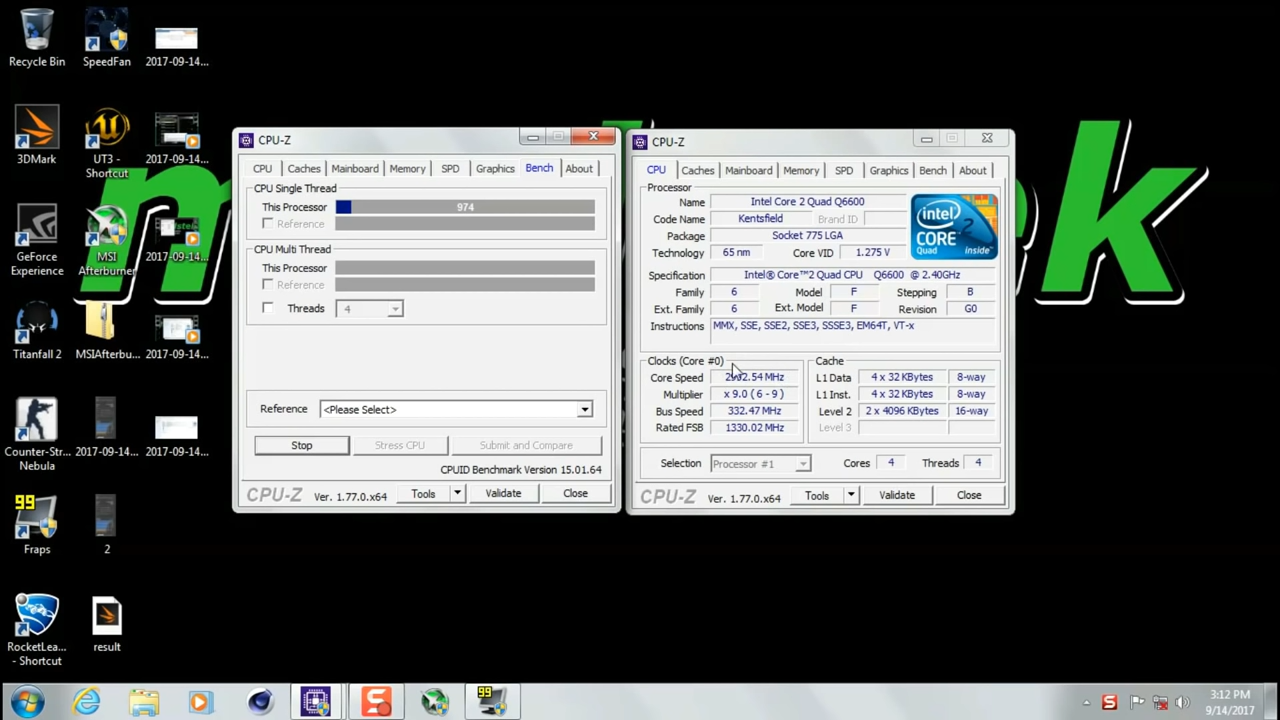 Recycle Bin
SpeedFan
2017-09-14...
3DMark
UT3 -
Shortcut
2017-09-14...
GeForce
Experience
MSI
Afterburner
2017-09-14...
Titanfall 2
MSIAfterbu...
2017-09-14...
Counter-Str...
Nebula
2017-09-14...
2017-09-14...
99
Fraps
2
RocketLea...
- Shortcut
result
k
CPU-Z
CPU
Caches
Mainboard
Memory
SPD
Graphics
Bench
About
CPU Single Thread
This Processor
974
Reference
CPU Multi Thread
This Processor
Reference
Threads
4
Reference
<Please Select>
Stop
Stress CPU
Submit and Compare
CPUID Benchmark Version 15.01.64
CPU-Z
Ver. 1.77.0.x64
Tools
Validate
Close
CPU-Z
CPU
Caches
Mainboard
Memory
SPD
Graphics
Bench
About
Processor
Name
Intel Core 2 Quad Q6600
Code Name
Kentsfield
Brand ID
Package
Socket 775 LGA
Technology
65 nm
Core VID
1.275 V
intel
CORE 2
inside™
Specification
Intel® Core™2 Quad CPU Q6600 @ 2.40GHz
Family
6
Model
F
Stepping
B
Ext. Family
6
Ext. Model
F
Revision
G0
Instructions
MMX, SSE, SSE2, SSE3, SSSE3, EM64T, VT-x
Clocks (Core #0)
Core Speed
Multiplier
x 9.0 ( 6 - 9 )
Bus Speed
332.47 MHz
Rated FSB
1330.02 MHz
Cache
L1 Data
4 x 32 KBytes
8-way
L1 Inst.
4 x 32 KBytes
8-way
Level 2
2 x 4096 KBytes
16-way
Level 3
Selection
Processor #1
Cores
4
Threads
4
CPU-Z
Ver. 1.77.0.x64
Tools
Validate
Close
99
3:12 PM
9/14/2017